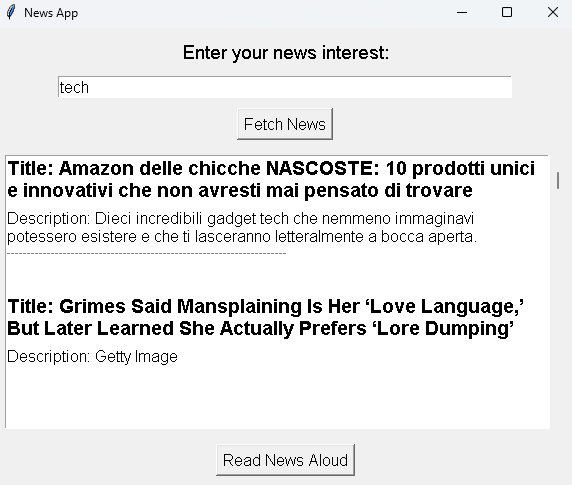 News App
Enter your news interest:
tech
Fetch News
Title: Amazon delle chicche NASCOSTE: 10 prodotti unici
e innovativi che non avresti mai pensato di trovare
Description: Dieci incredibili gadget tech che nemmeno immaginavi
potessero esistere e che ti lasceranno letteralmente a bocca aperta.
--------------------------------------------------------------------------------
Title: Grimes Said Mansplaining Is Her ‘Love Language,’
But Later Learned She Actually Prefers ‘Lore Dumping’
Description: Getty Image
Read News Aloud